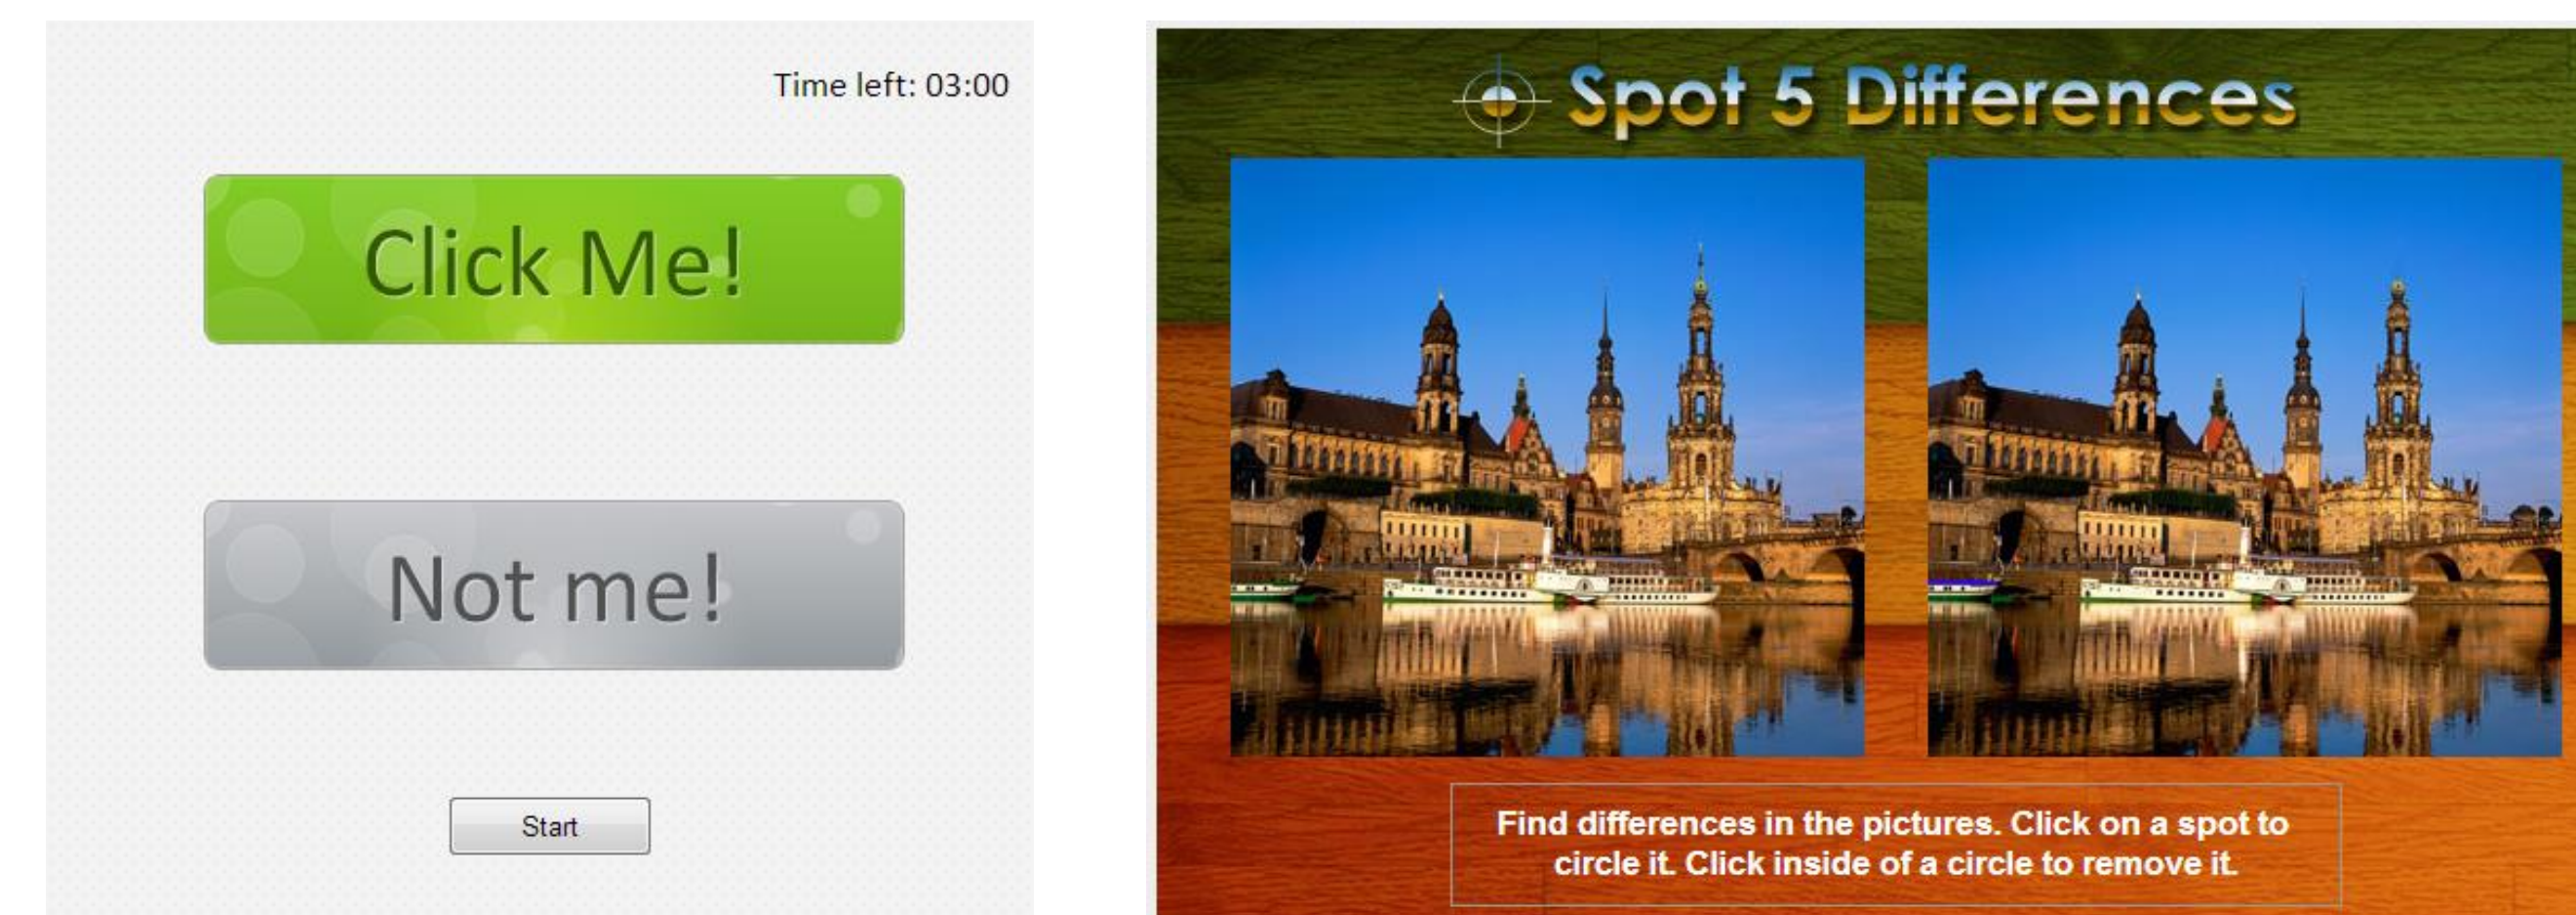 Time left: 03:00
Click Me!
Not me!
Start
Spot 5 Differences
Find differences in the pictures. Click on a spot to
circle it. Click inside of a circle to remove it.